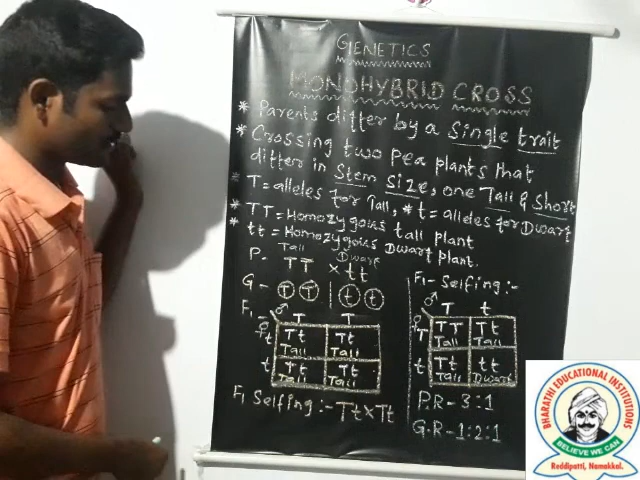 GENETICS
MONOHYBRID CROSS
* Parents differ by a single trait
* Crossing two pea plants that
differ in Stem Size, one Tall & Short
* T = alleles for Tall, * t = alleles for Dwarf
* TT = Homozygous tall plant
* tt = Homozygous Dwarf plant.
Tall Dwarf
P- TT × tt
G- T T | t t
F1- ♂ T T
♀ t Tt Tall Tt Tall
t Tt Tall Tt Tall
F1 Selfing :- Tt × Tt
F1 - Selfing :-
♂ T t
♀ T TT Tall Tt Tall
t Tt Tall tt Dwarf
P.R - 3:1
G.R - 1:2:1
BHARATHI EDUCATIONAL INSTITUTIONS
BELIEVE WE CAN
Reddipatti, Namakkal.